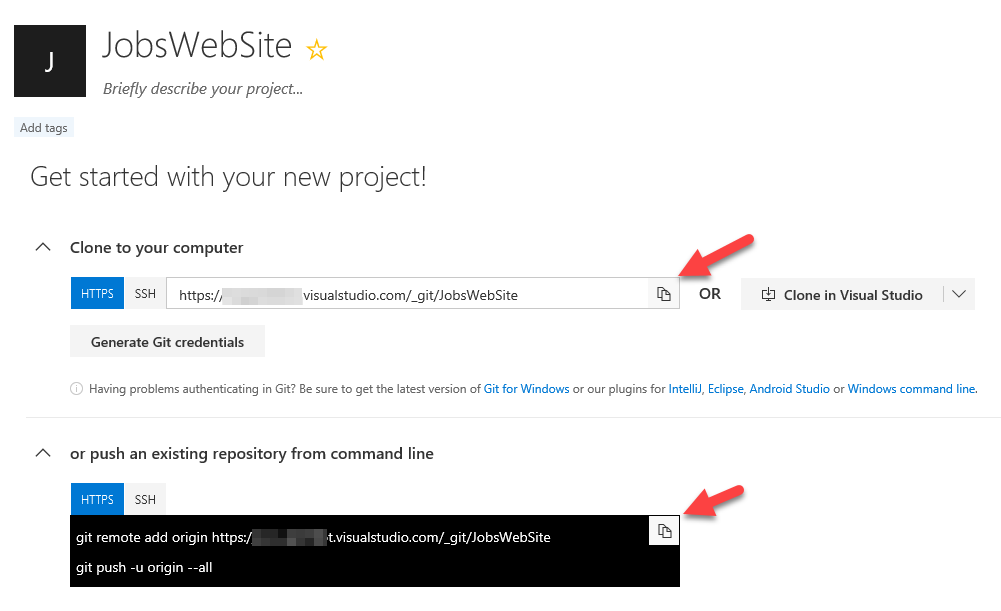 J
JobsWebSite
Briefly describe your project...
Add tags
Get started with your new project!
Clone to your computer
HTTPS SSH https:// visualstudio.com/_git/JobsWebSite OR Clone in Visual Studio
Generate Git credentials
Having problems authenticating in Git? Be sure to get the latest version of Git for Windows or our plugins for IntelliJ, Eclipse, Android Studio or Windows command line.
or push an existing repository from command line
HTTPS SSH
git remote add origin https:/ t.visualstudio.com/_git/JobsWebSite
git push -u origin --all